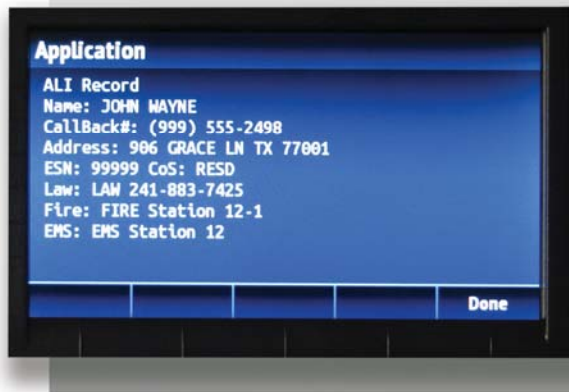 Application
ALI Record
Name: JOHN WAYNE
CallBack#: (999) 555-2498
Address: 906 GRACE LN TX 77001
ESN: 99999 CoS: RESD
Law: LAW 241-883-7425
Fire: FIRE Station 12-1
EMS: EMS Station 12
Done